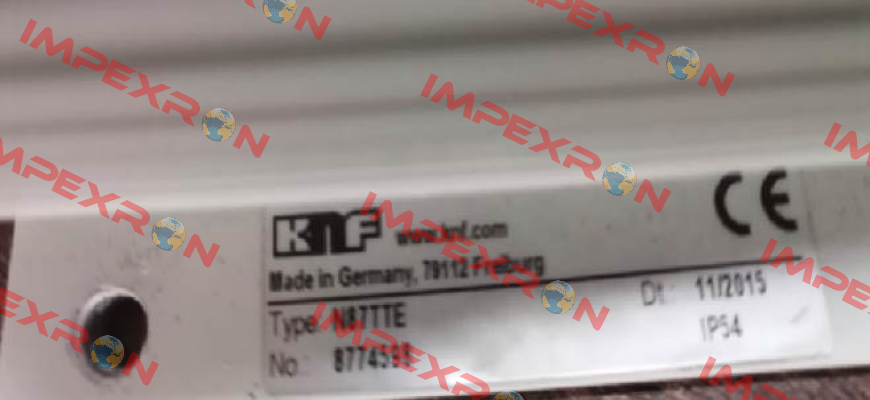 IMPEXRON
KNF www.knf.com CE
Made in Germany, 79112 Freiburg
Type: N87TTE Dt.: 11/2015
IP54
No.: